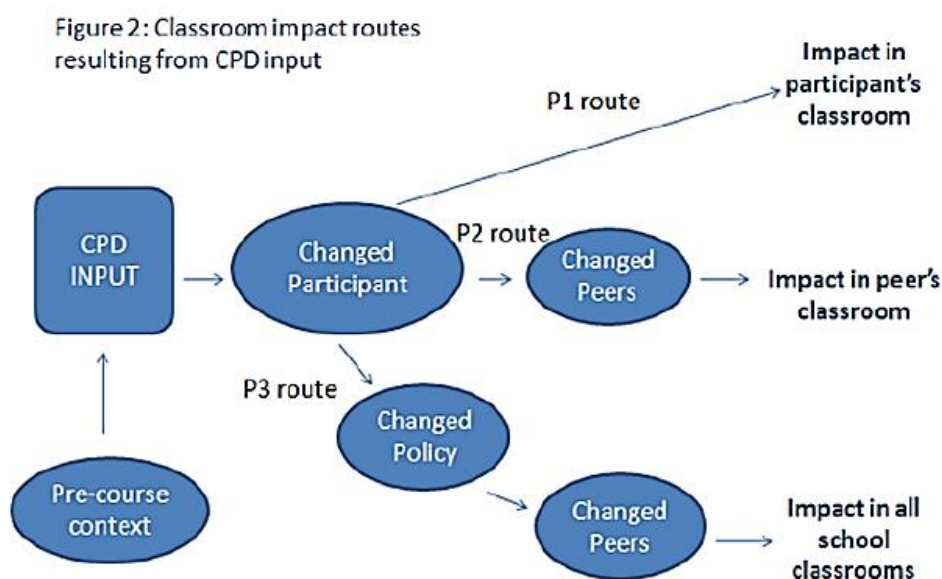 Figure 2: Classroom impact routes
resulting from CPD input
Impact in
participant's
classroom
P1 route
CPD
INPUT
Changed
Participant
P2 route
Changed
Peers
Impact in peer's
classroom
P3 route
Changed
Policy
Pre-course
context
Changed
Peers
Impact in all
school
classrooms